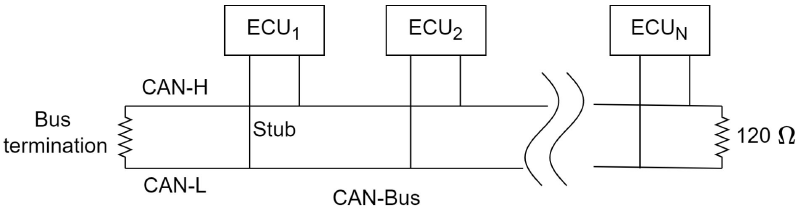 ECU1
ECU2
ECUN
CAN-H
Bus
termination
Stub
120 Ω
CAN-L
CAN-Bus